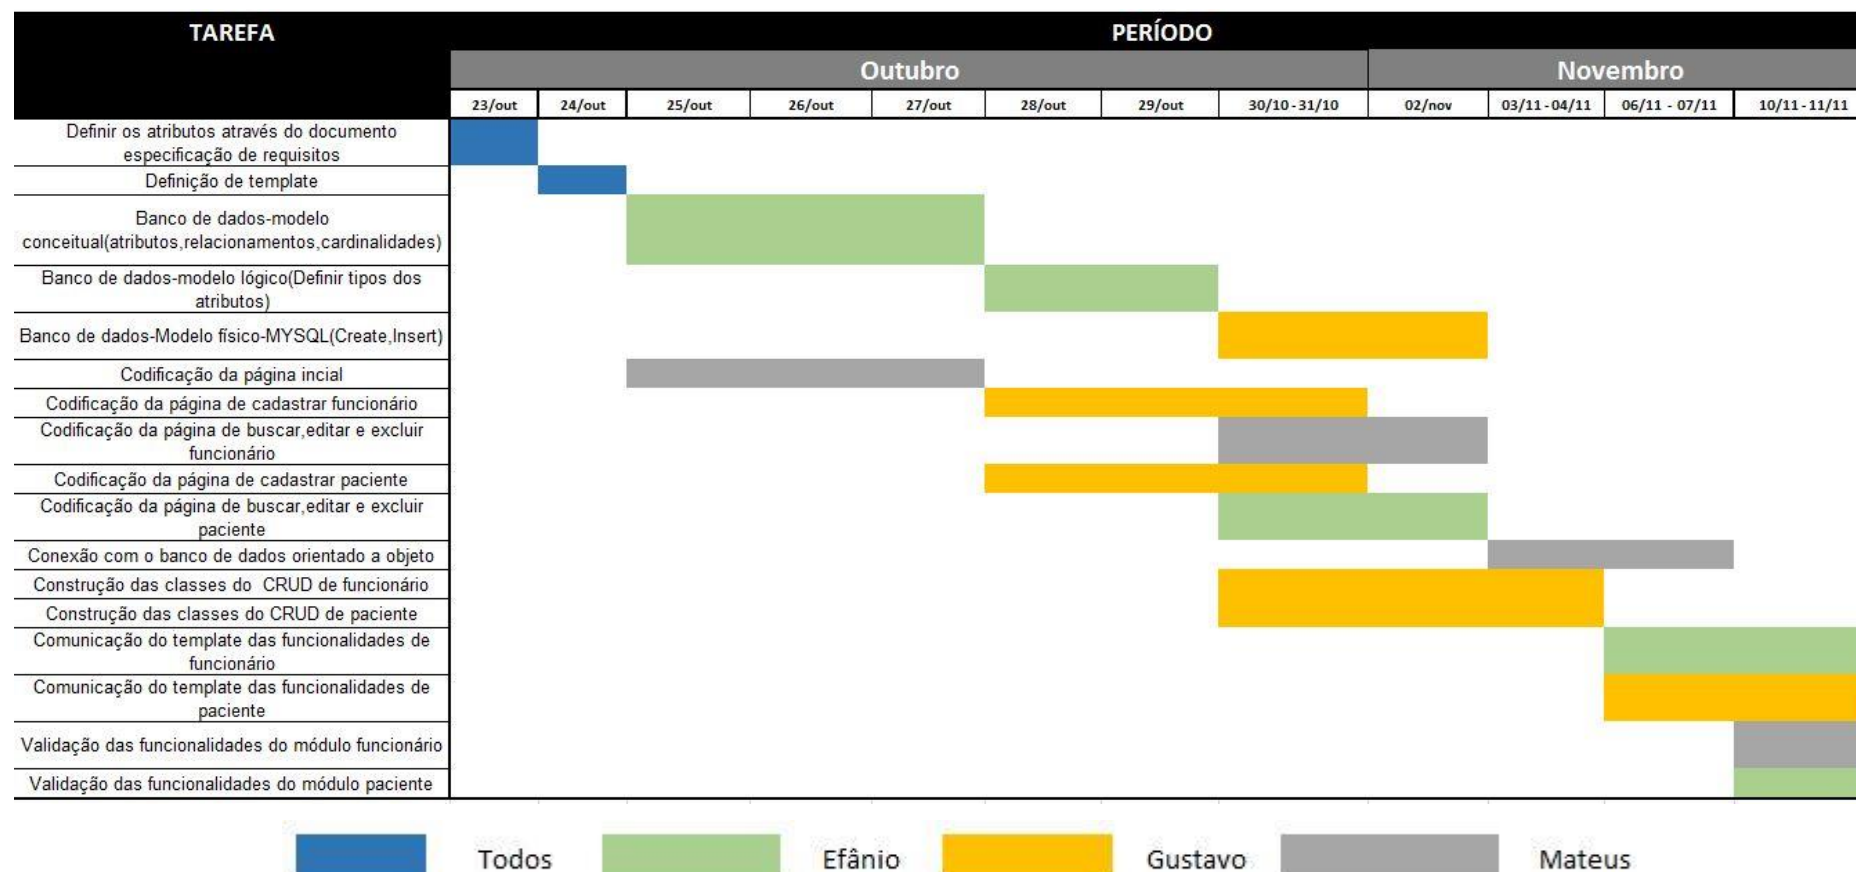 TAREFA
PERÍODO
Outubro
Novembro
23/out
24/out
25/out
26/out
27/out
28/out
29/out
30/10-31/10
02/nov
03/11-04/11
06/11 - 07/11
10/11-11/11
Definir os atributos através do documento
especificação de requisitos
Definição de template
Banco de dados-modelo
conceitual(atributos,relacionamentos,cardinalidades)
Banco de dados-modelo lógico(Definir tipos dos
atributos)
Banco de dados-Modelo físico-MYSQL(Create,Insert)
Codificação da página incial
Codificação da página de cadastrar funcionário
Codificação da página de buscar,editar e excluir
funcionário
Codificação da página de cadastrar paciente
Codificação da página de buscar,editar e excluir
paciente
Conexão com o banco de dados orientado a objeto
Construção das classes do  CRUD de funcionário
Construção das classes do CRUD de paciente
Comunicação do template das funcionalidades de
funcionário
Comunicação do template das funcionalidades de
paciente
Validação das funcionalidades do módulo funcionário
Validação das funcionalidades do módulo paciente
Todos
Efânio
Gustavo
Mateus